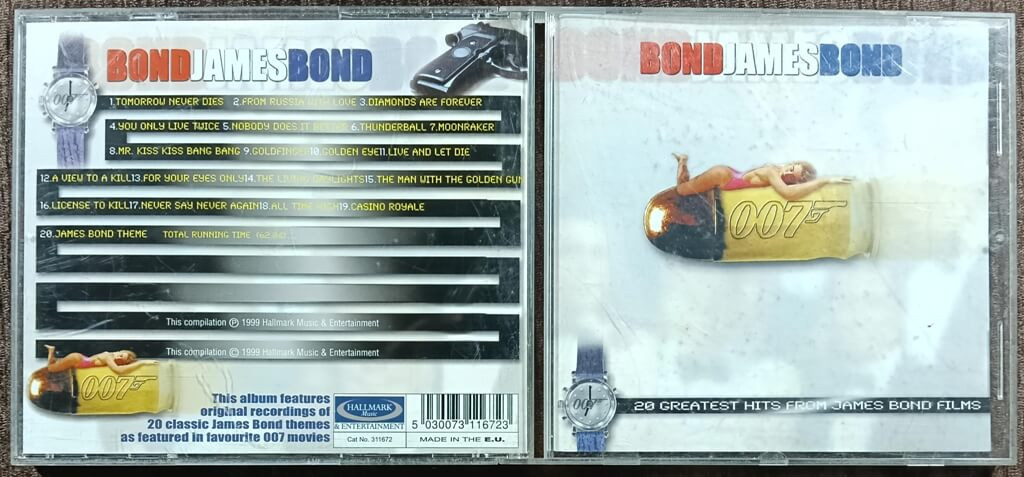 BONDJAMESBOND
007
1.TOMORROW NEVER DIES 2.FROM RUSSIA WITH LOVE 3.DIAMONDS ARE FOREVER
4.YOU ONLY LIVE TWICE 5.NOBODY DOES IT BETTER 6.THUNDERBALL 7.MOONRAKER
8.MR. KISS KISS BANG BANG 9.GOLDFINGER 10.GOLDEN EYE 11.LIVE AND LET DIE
12.A VIEW TO A KILL 13.FOR YOUR EYES ONLY 14.THE LIVING DAYLIGHTS 15.THE MAN WITH THE GOLDEN GUN
16.LICENSE TO KILL 17.NEVER SAY NEVER AGAIN 18.ALL TIME HIGH 19.CASINO ROYALE
20.JAMES BOND THEME TOTAL RUNNING TIME
This compilation ℗ 1999 Hallmark Music & Entertainment
This compilation © 1999 Hallmark Music & Entertainment
007
This album features
original recordings of
20 classic James Bond themes
as featured in favourite 007 movies
HALLMARK
Music
& ENTERTAINMENT
Cat No. 311672
5 030073 116723
MADE IN THE E.U.
BONDJAMESBOND
007
007
20 GREATEST HITS FROM JAMES BOND FILMS